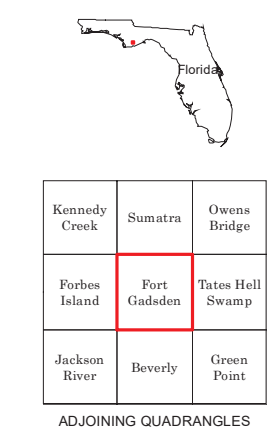 Florida
Kennedy
Creek
Sumatra
Owens
Bridge
Forbes
Island
Fort
Gadsden
Tates Hell
Swamp
Jackson
River
Beverly
Green
Point
ADJOINING QUADRANGLES